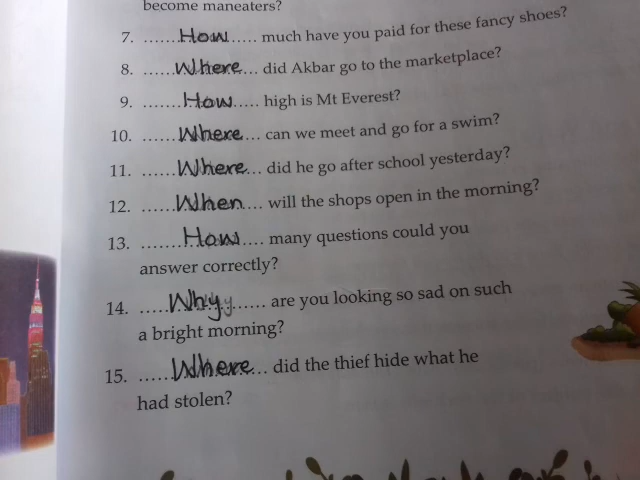 become maneaters?
7. ........How...... much have you paid for these fancy shoes?
8. ......Where... did Akbar go to the marketplace?
9. .......How..... high is Mt Everest?
10. ......Where... can we meet and go for a swim?
11. ......Where... did he go after school yesterday?
12. ......When.... will the shops open in the morning?
13. ........How.... many questions could you
answer correctly?
14. .....Why...... are you looking so sad on such
a bright morning?
15. .....Where... did the thief hide what he
had stolen?